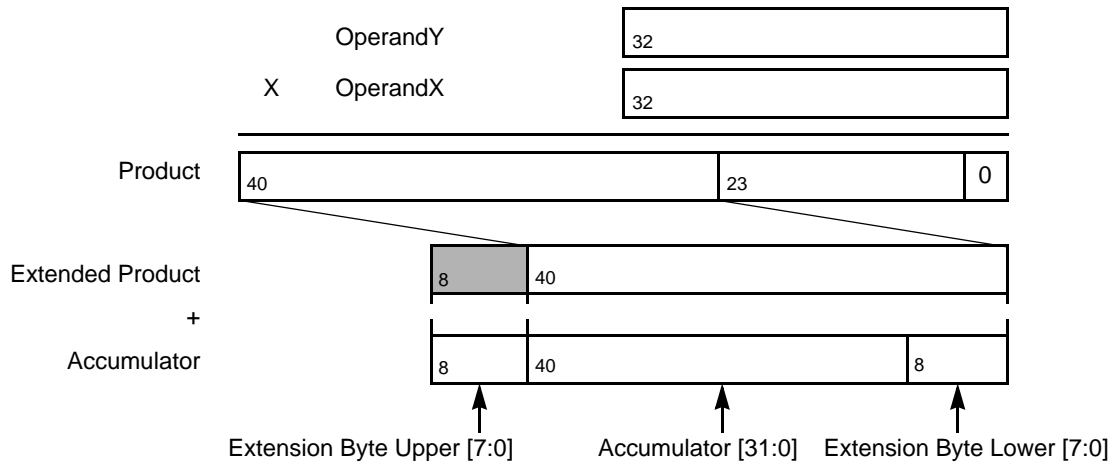 OperandY 32
X OperandX 32
Product 40 23 0
Extended Product 8 40
+
Accumulator 8 40 8
Extension Byte Upper [7:0] Accumulator [31:0] Extension Byte Lower [7:0]